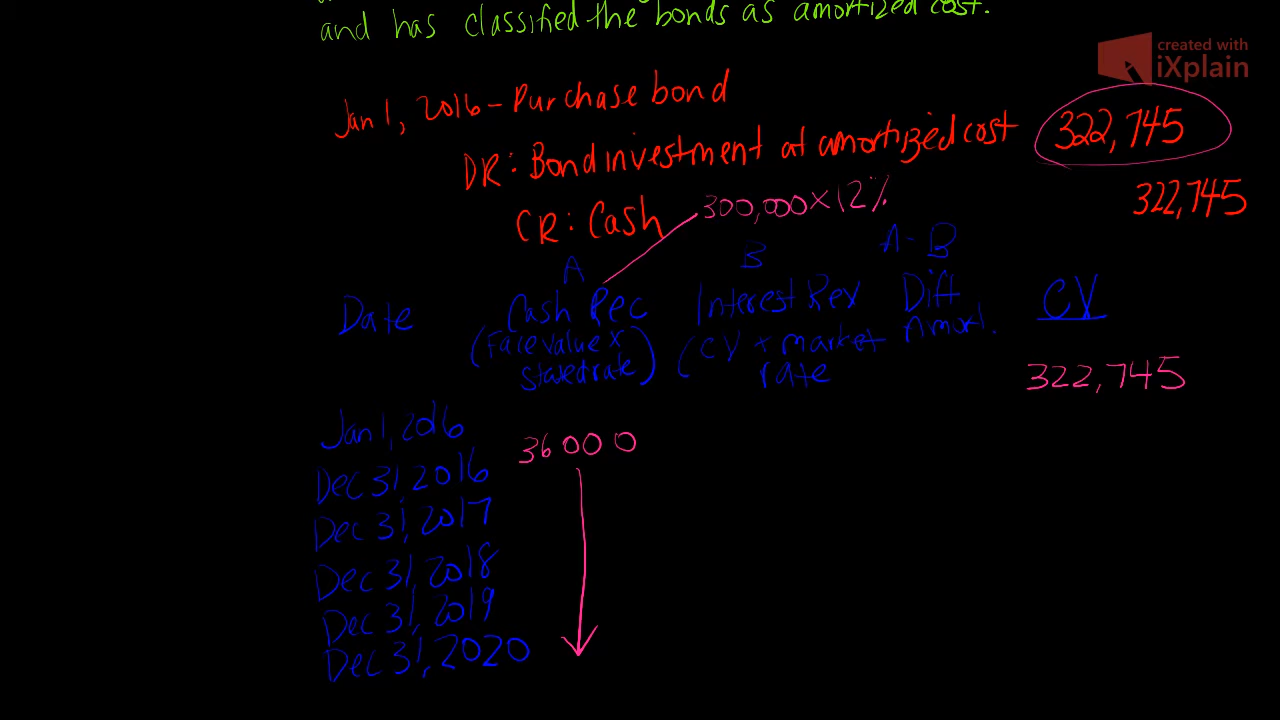 and has classified the bonds as amortized cost.
created with
iXplain
Jan 1, 2016 - Purchase bond
DR: Bond investment at amortized cost 322,745
322,745
CR: Cash
300,000 x 12%
A B A - B
Date Cash Rec Interest Rev Diff CV
(Face value x (CV x market Amort.
stated rate) rate
322,745
Jan 1, 2016
36000
Dec 31, 2016
Dec 31, 2017
Dec 31, 2018
Dec 31, 2019
Dec 31, 2020